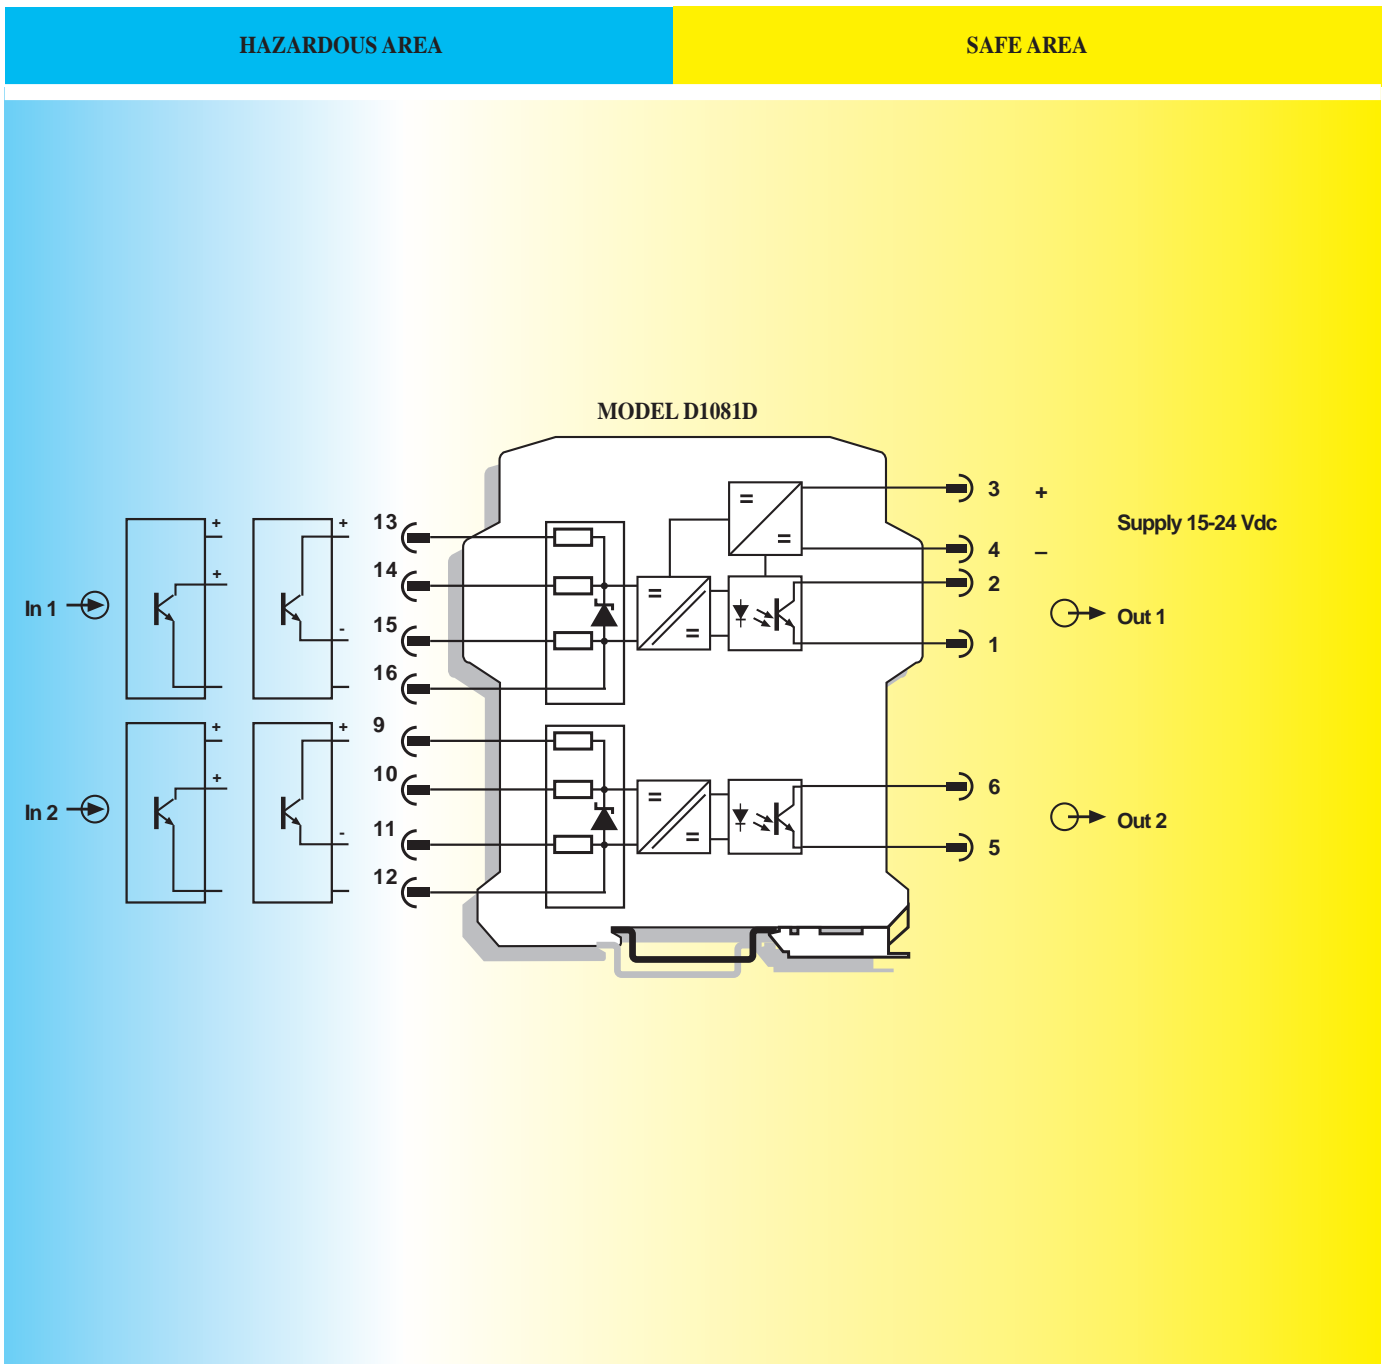 HAZARDOUS AREA
SAFE AREA
MODEL D1081D
In 1
+
+
+
-
13
14
15
16
3 +
4 –
Supply 15-24 Vdc
2
1
Out 1
In 2
+
+
+
-
9
10
11
12
6
5
Out 2